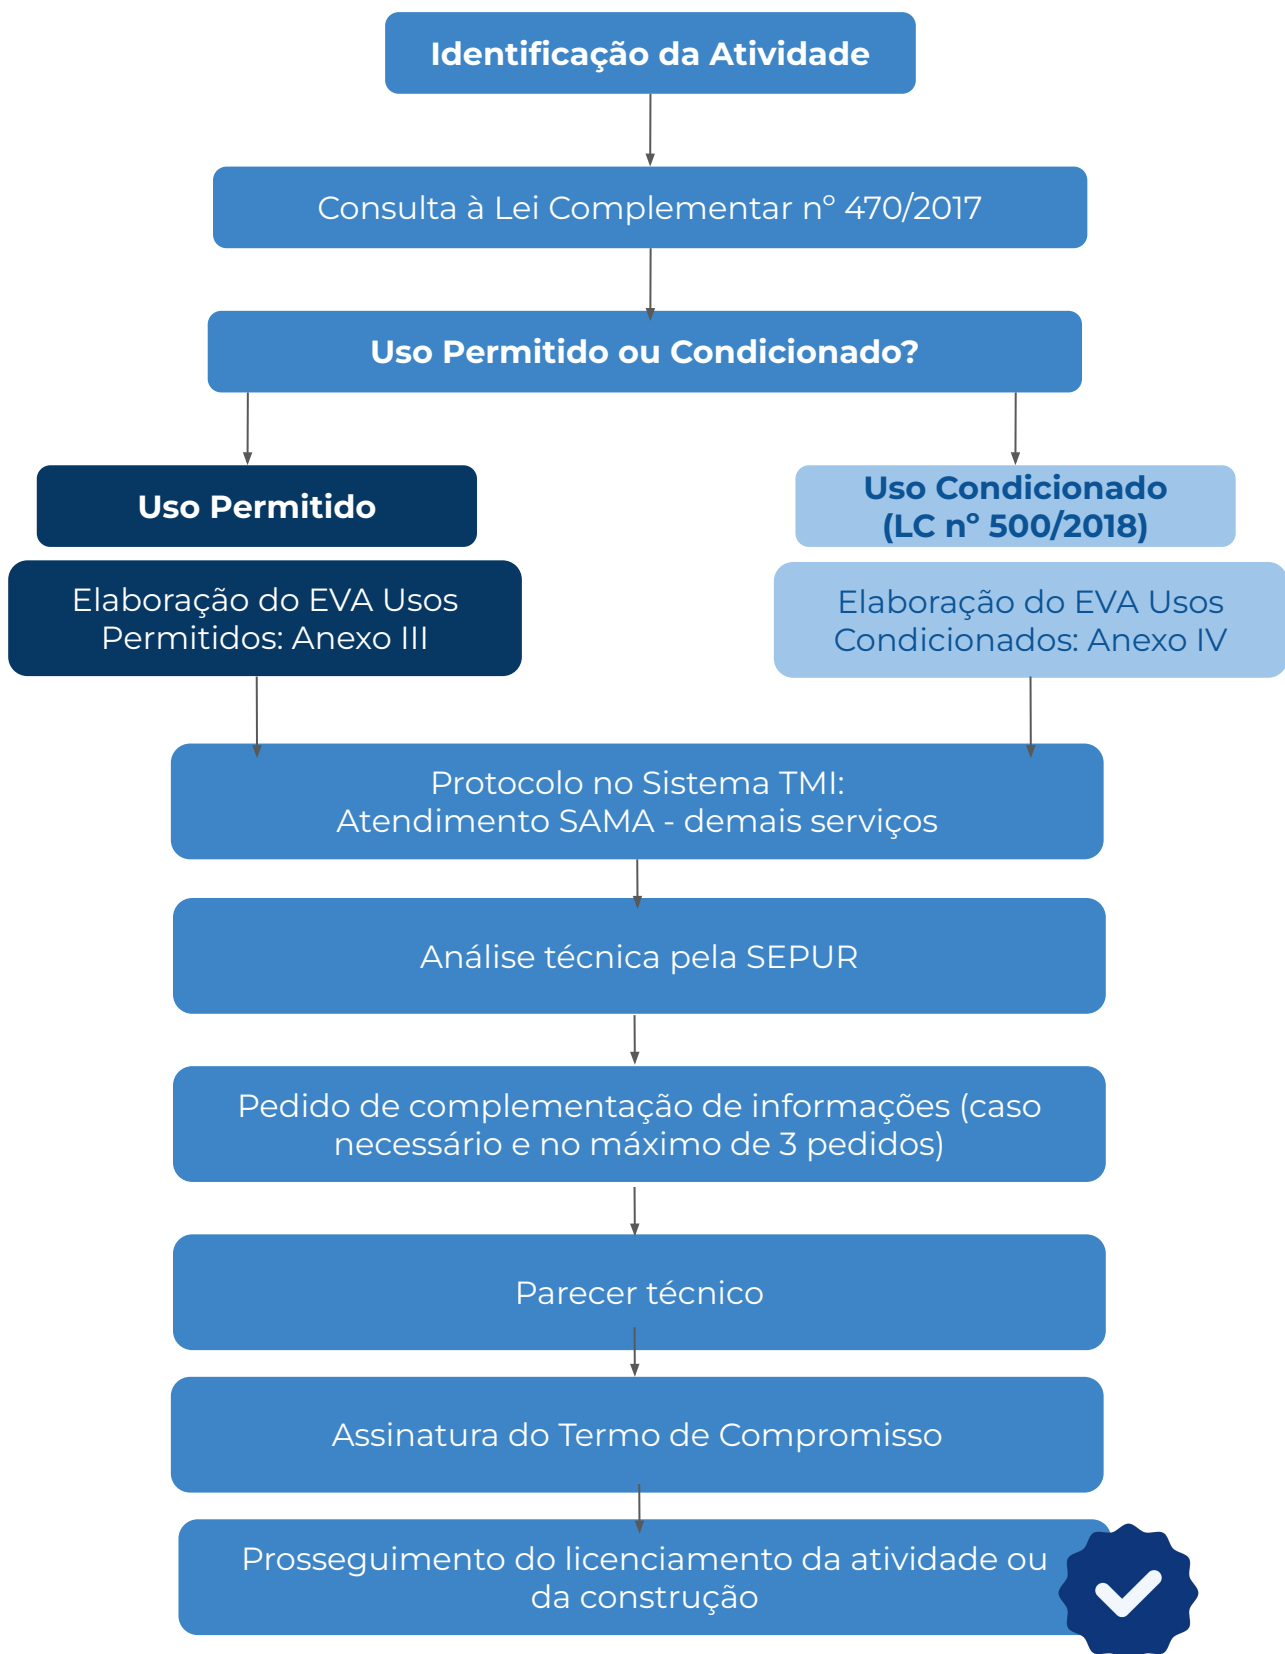 Identificação da Atividade
Consulta à Lei Complementar nº 470/2017
Uso Permitido ou Condicionado?
Uso Permitido
Elaboração do EVA Usos
Permitidos: Anexo III
Uso Condicionado
(LC nº 500/2018)
Elaboração do EVA Usos
Condicionados: Anexo IV
Protocolo no Sistema TMI:
Atendimento SAMA - demais serviços
Análise técnica pela SEPUR
Pedido de complementação de informações (caso
necessário e no máximo de 3 pedidos)
Parecer técnico
Assinatura do Termo de Compromisso
Prosseguimento do licenciamento da atividade ou
da construção